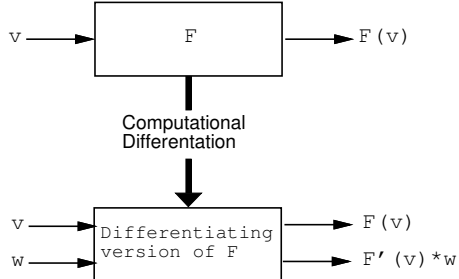 v F F(v)
Computational
Differentation
v Differentiating F(v)
w version of F F'(v)*w